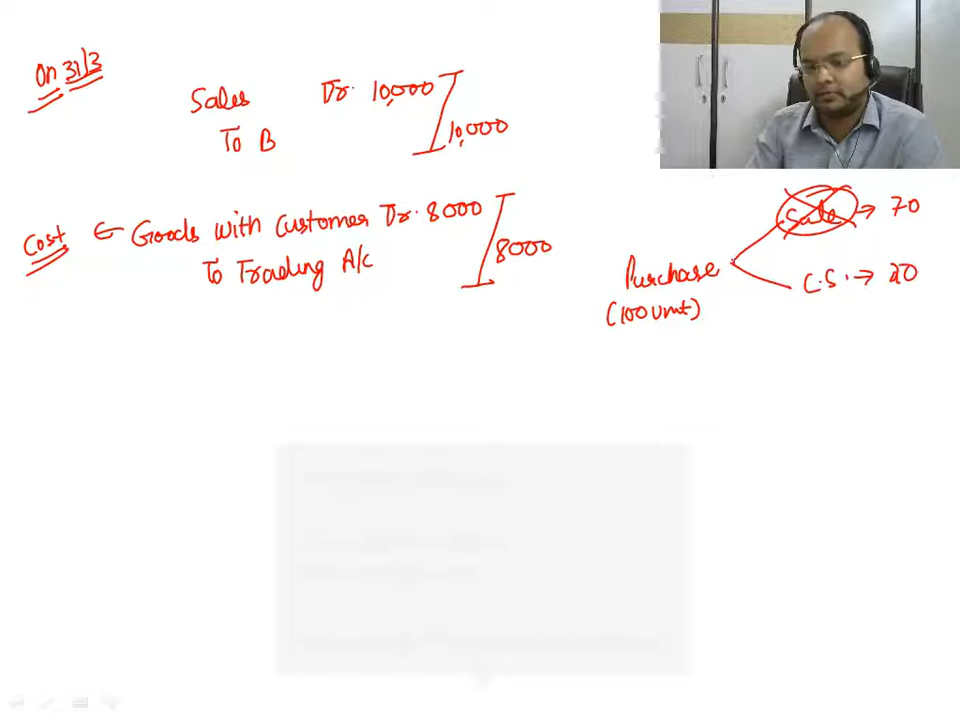 On 31/3
Sales Dr. 10,000
To B 10,000
Cost ← Goods with Customer Dr. 8000
To Trading A/c 8000
Sale → 70
Purchase
(100 unit)
C.S. → 20